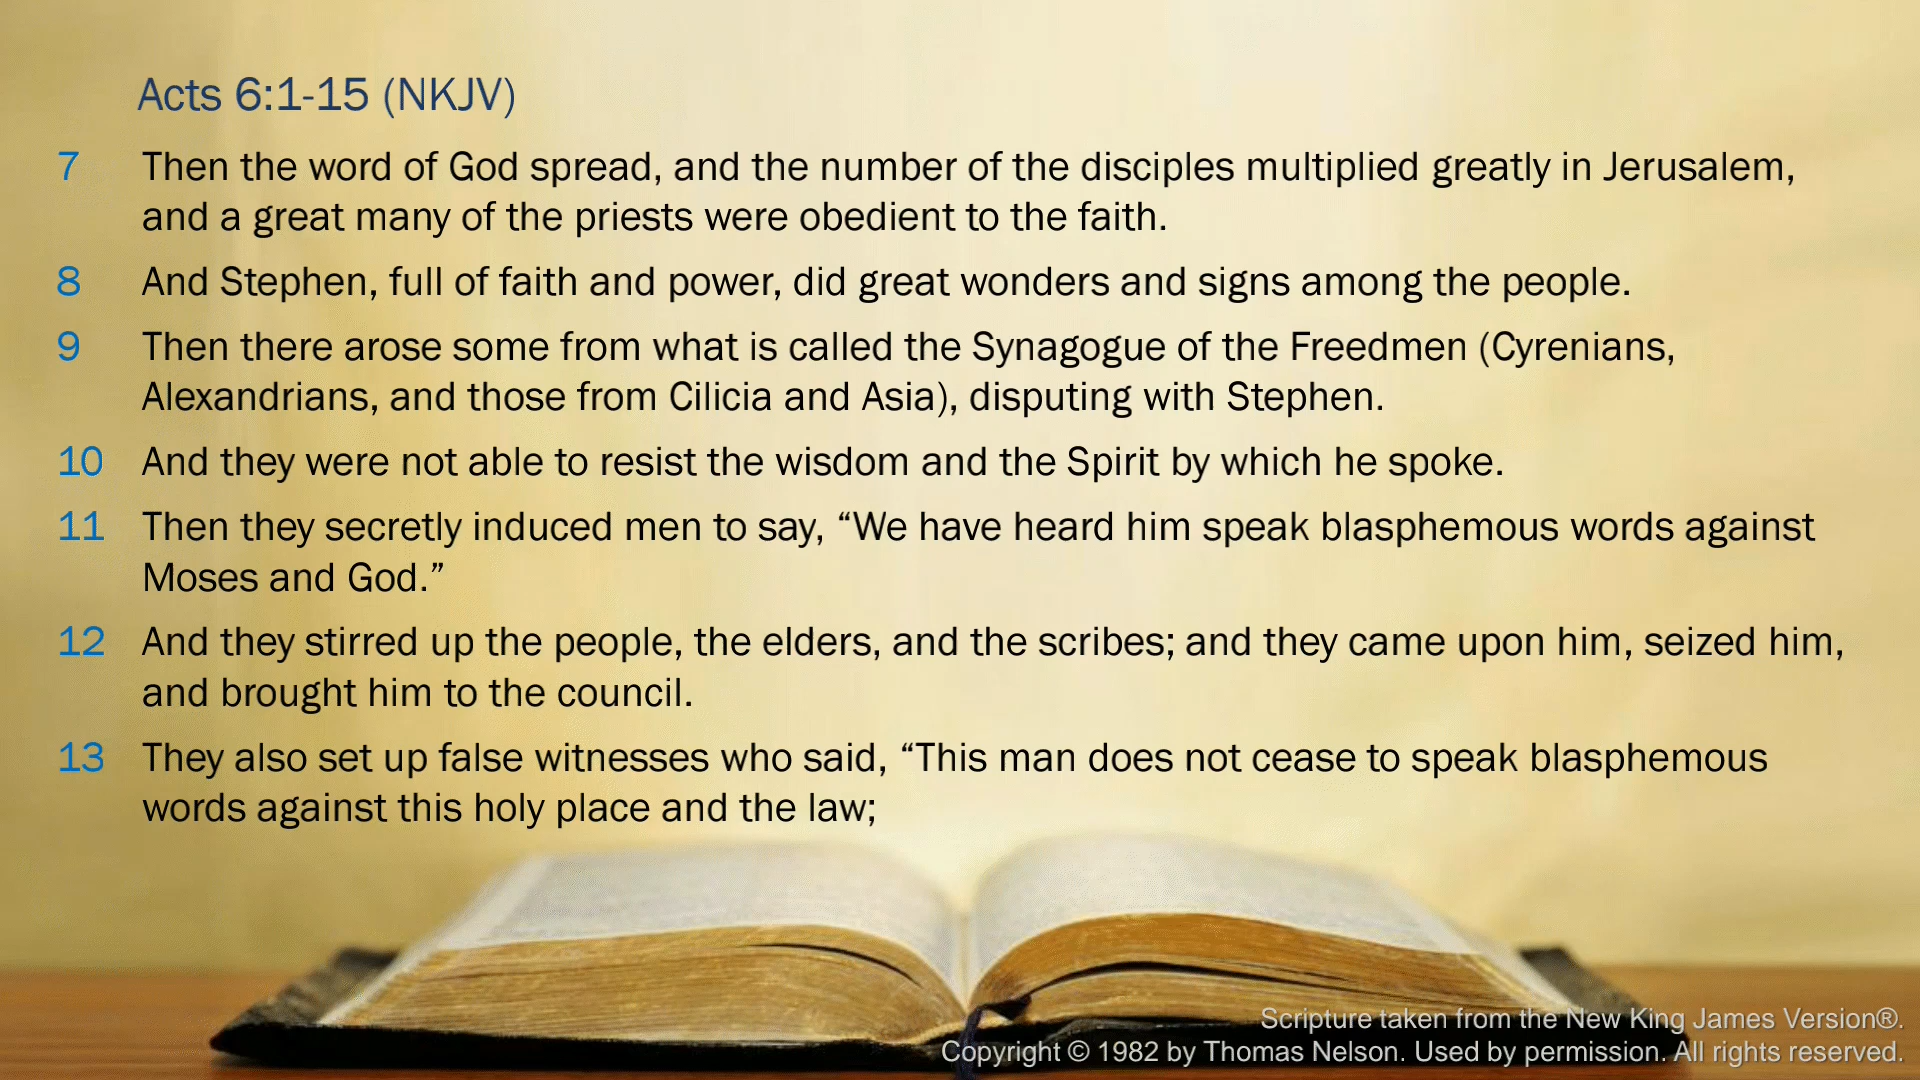 Acts 6:1-15 (NKJV)
7 Then the word of God spread, and the number of the disciples multiplied greatly in Jerusalem,
and a great many of the priests were obedient to the faith.
8 And Stephen, full of faith and power, did great wonders and signs among the people.
9 Then there arose some from what is called the Synagogue of the Freedmen (Cyrenians,
Alexandrians, and those from Cilicia and Asia), disputing with Stephen.
10 And they were not able to resist the wisdom and the Spirit by which he spoke.
11 Then they secretly induced men to say, “We have heard him speak blasphemous words against
Moses and God.”
12 And they stirred up the people, the elders, and the scribes; and they came upon him, seized him,
and brought him to the council.
13 They also set up false witnesses who said, “This man does not cease to speak blasphemous
words against this holy place and the law;
Scripture taken from the New King James Version®.
Copyright © 1982 by Thomas Nelson. Used by permission. All rights reserved.